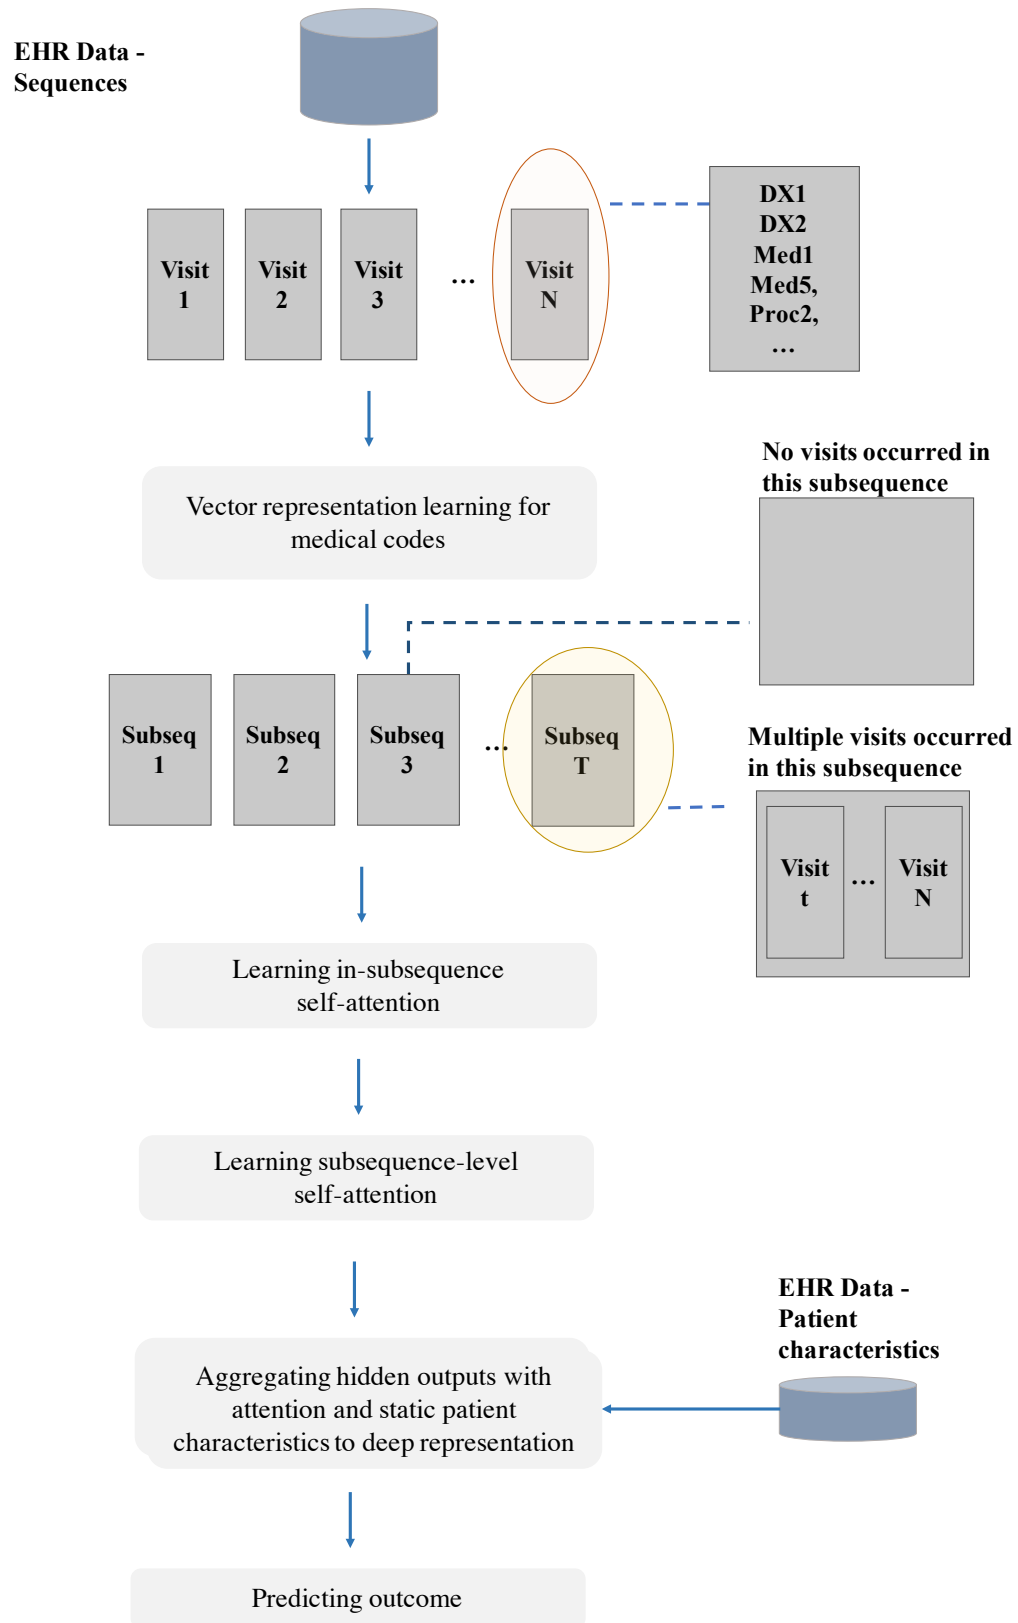 EHR Data -
Sequences
Visit
1
Visit
2
Visit
3
...
Visit
N
DX1
DX2
Med1
Med5,
Proc2,
...
Vector representation learning for
medical codes
No visits occurred in
this subsequence
Subseq
1
Subseq
2
Subseq
3
...
Subseq
T
Multiple visits occurred
in this subsequence
Visit
t
...
Visit
N
Learning in-subsequence
self-attention
Learning subsequence-level
self-attention
EHR Data -
Patient
characteristics
Aggregating hidden outputs with
attention and static patient
characteristics to deep representation
Predicting outcome